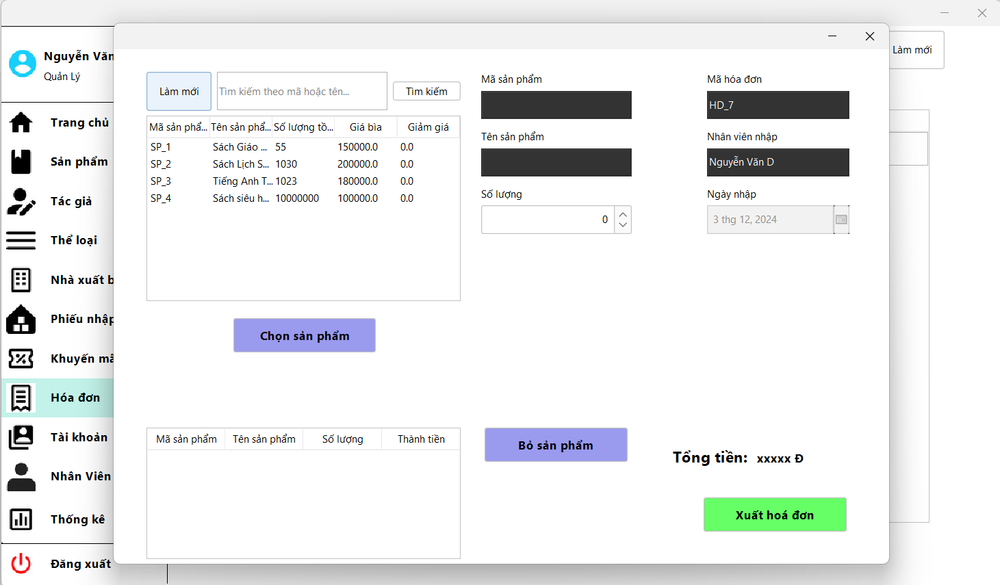 Nguyễn Văn
Quản Lý
Trang chủ
Sản phẩm
Tác giả
Thể loại
Nhà xuất b
Phiếu nhập
Khuyến mã
Hóa đơn
Tài khoản
Nhân Viên
Thống kê
Đăng xuất
Làm mới
Làm mới
Tìm kiếm theo mã hoặc tên...
Tìm kiếm
Mã sản phẩ... Tên sản phẩ... Số lượng tồ... Giá bìa Giảm giá
SP_1 Sách Giáo ... 55 150000.0 0.0
SP_2 Sách Lịch S... 1030 200000.0 0.0
SP_3 Tiếng Anh T... 1023 180000.0 0.0
SP_4 Sách siêu h... 10000000 100000.0 0.0
Chọn sản phẩm
Mã sản phẩm
Tên sản phẩm
Số lượng
0
Mã hóa đơn
HD_7
Nhân viên nhập
Nguyễn Văn D
Ngày nhập
3 thg 12, 2024
Mã sản phẩm Tên sản phẩm Số lượng Thành tiền
Bỏ sản phẩm
Tổng tiền: xxxxx Đ
Xuất hoá đơn